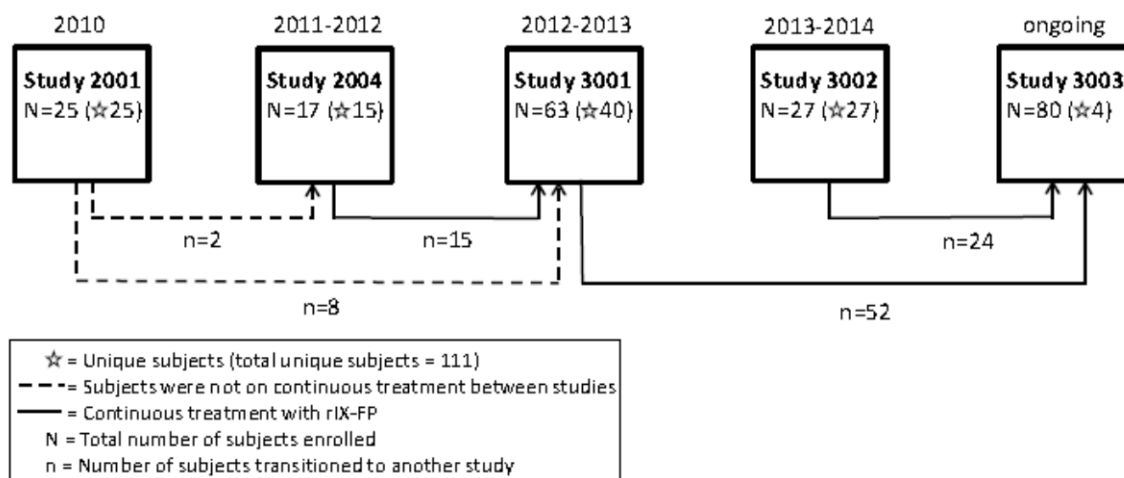 2010
2011-2012
2012-2013
2013-2014
ongoing
Study 2001
N=25 (☆25}
Study 2004
N=17 (☆15}
Study 3001
N=63 (☆40}
Study 3002
N=27 (☆27}
Study 3003
N=80 (☆4}
n=2
n=15
n=24
n=8
n=52
☆ = Unique subjects (total unique subjects = 111)
= Subjects were not on continuous treatment between studies
= Continuous treatment with rIX-FP
N = Total number of subjects enrolled
n = Number of subjects transitioned to another study